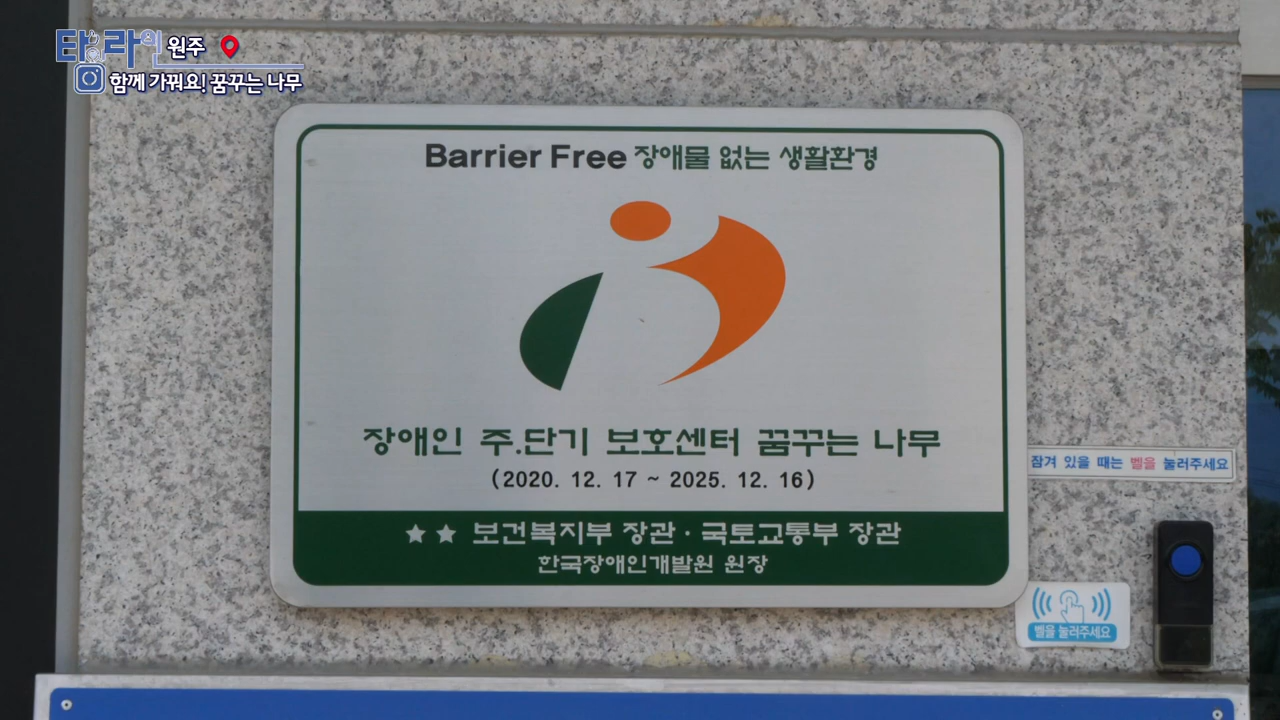 타의라인 원주
함께 가꿔요! 꿈꾸는 나무
Barrier Free 장애물 없는 생활환경
장애인 주.단기 보호센터 꿈꾸는 나무
(2020. 12. 17 ~ 2025. 12. 16)
잠겨 있을 때는 벨을 눌러주세요
★★ 보건복지부 장관 · 국토교통부 장관
한국장애인개발원 원장
벨을 눌러주세요